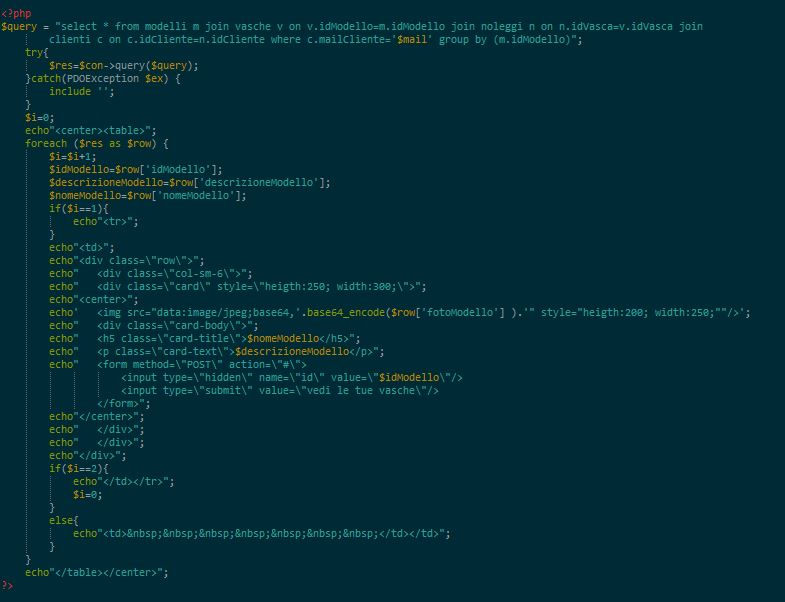 <?php
$query = "select * from modelli m join vasche v on v.idModello=m.idModello join noleggi n on n.idVasca=v.idVasca join
clienti c on c.idCliente=n.idCliente where c.mailCliente='$mail' group by (m.idModello)";
try{
$res=$con->query($query);
}catch(PDOException $ex) {
include '';
}
$i=0;
echo"<center><table>";
foreach ($res as $row) {
$i=$i+1;
$idModello=$row['idModello'];
$descrizioneModello=$row['descrizioneModello'];
$nomeModello=$row['nomeModello'];
if($i==1){
echo"<tr>";
}
echo"<td>";
echo"<div class=\"row\">";
echo"   <div class=\"col-sm-6\">";
echo"   <div class=\"card\" style=\"heigth:250; width:300;\">";
echo"<center>";
echo'   <img src="data:image/jpeg;base64,'.base64_encode($row['fotoModello'] ).'" style="heigth:200; width:250;""/>';
echo"   <div class=\"card-body\">";
echo"   <h5 class=\"card-title\">$nomeModello</h5>";
echo"   <p class=\"card-text\">$descrizioneModello</p>";
echo"   <form method=\"POST\" action=\"#\">
<input type=\"hidden\" name=\"id\" value=\"$idModello\"/>
<input type=\"submit\" value=\"vedi le tue vasche\"/>
</form>";
echo"</center>";
echo"   </div>";
echo"   </div>";
echo"</div>";
if($i==2){
echo"</td></tr>";
$i=0;
}
else{
echo"<td>&nbsp;&nbsp;&nbsp;&nbsp;&nbsp;&nbsp;&nbsp;</td></td>";
}
}
echo"</table></center>";
?>